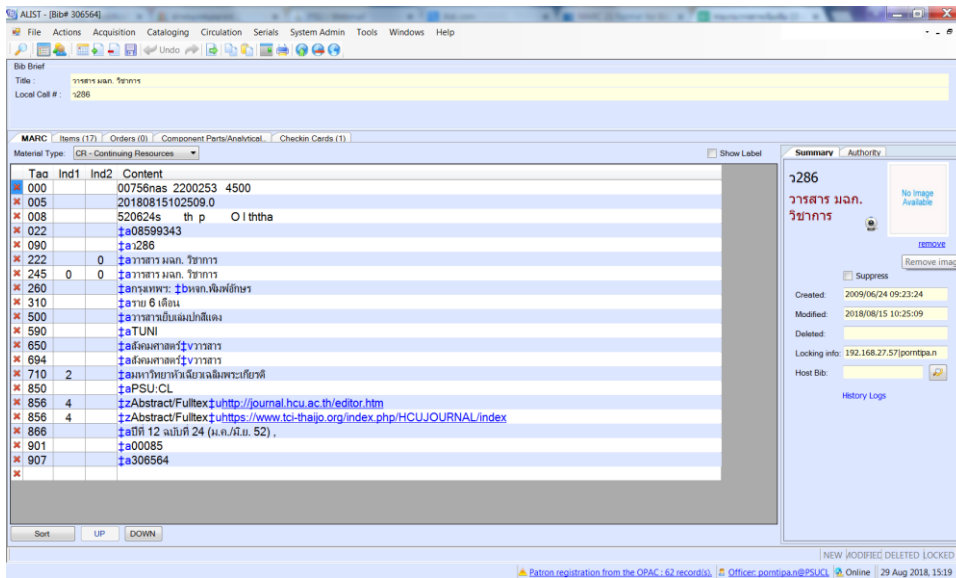 ALIST - [Bib# 306564]
File Actions Acquisition Cataloging Circulation Serials System Admin Tools Windows Help
Undo
Bib Brief
Title : วารสาร มฉก. วิชาการ
Local Call # : ว286
MARC Items (17) Orders (0) Component Parts/Analytical.. Checkin Cards (1)
Material Type: CR - Continuing Resources Show Label
Tag Ind1 Ind2 Content
000 00756nas 2200253 4500
005 20180815102509.0
008 520624s th p O l ththa
022 ‡a08599343
090 ‡aว286
222 0 ‡aวารสาร มฉก. วิชาการ
245 0 0 ‡aวารสาร มฉก. วิชาการ
260 ‡aกรุงเทพฯ: ‡bหจก.พิมพ์อักษร
310 ‡aราย 6 เดือน
500 ‡aวารสารเย็บเล่มปกสีแดง
590 ‡aTUNI
650 ‡aสังคมศาสตร์‡vวารสาร
694 ‡aสังคมศาสตร์‡vวารสาร
710 2 ‡aมหาวิทยาหัวเฉียวเฉลิมพระเกียรติ
850 ‡aPSU:CL
856 4 ‡zAbstract/Fulltex‡uhttp://journal.hcu.ac.th/editor.htm
856 4 ‡zAbstract/Fulltex‡uhttps://www.tci-thaijo.org/index.php/HCUJOURNAL/index
866 ‡aปีที่ 12 ฉบับที่ 24 (ม.ค./มิ.ย. 52) ,
901 ‡a00085
907 ‡a306564
Sort UP DOWN
Summary Authority
ว286
วารสาร มฉก.
วิชาการ
No Image
Available
remove
Remove imag
Suppress
Created: 2009/06/24 09:23:24
Modified: 2018/08/15 10:25:09
Deleted:
Locking info: 192.168.27.57|porntipa.n
Host Bib:
History Logs
NEW MODIFIED DELETED LOCKED
Patron registration from the OPAC : 62 record(s). Officer: porntipa.n@PSUCL Online 29 Aug 2018, 15:19